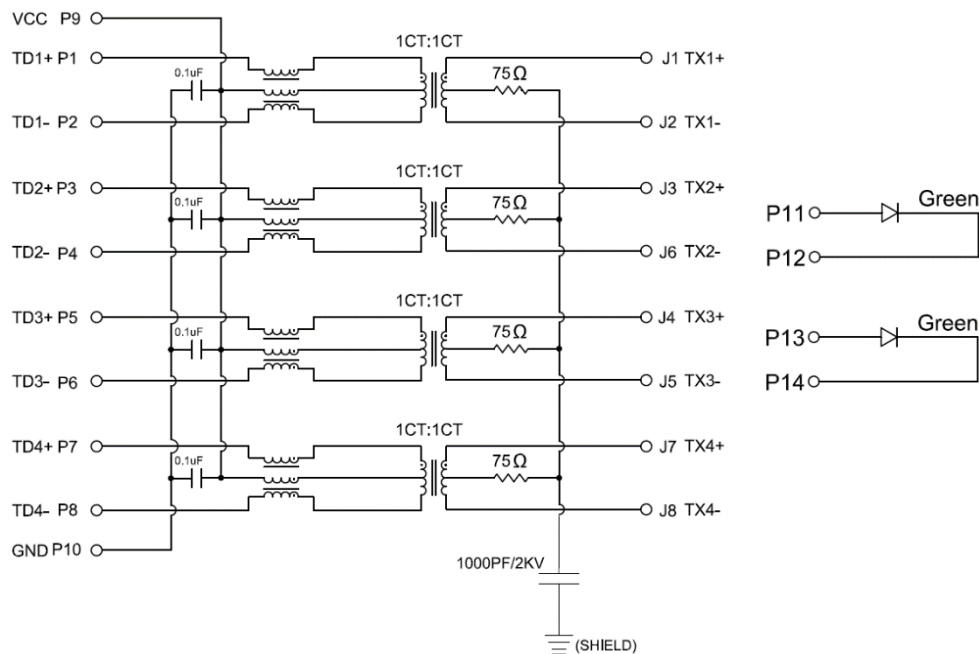 VCC P9
1CT:1CT
TD1+ P1
J1 TX1+
0.1uF
75Ω
TD1- P2
J2 TX1-
1CT:1CT
TD2+ P3
J3 TX2+
0.1uF
75Ω
P11
Green
TD2- P4
J6 TX2-
P12
1CT:1CT
TD3+ P5
J4 TX3+
0.1uF
75Ω
P13
Green
TD3- P6
J5 TX3-
P14
1CT:1CT
TD4+ P7
J7 TX4+
0.1uF
75Ω
TD4- P8
J8 TX4-
GND P10
1000PF/2KV
(SHIELD)